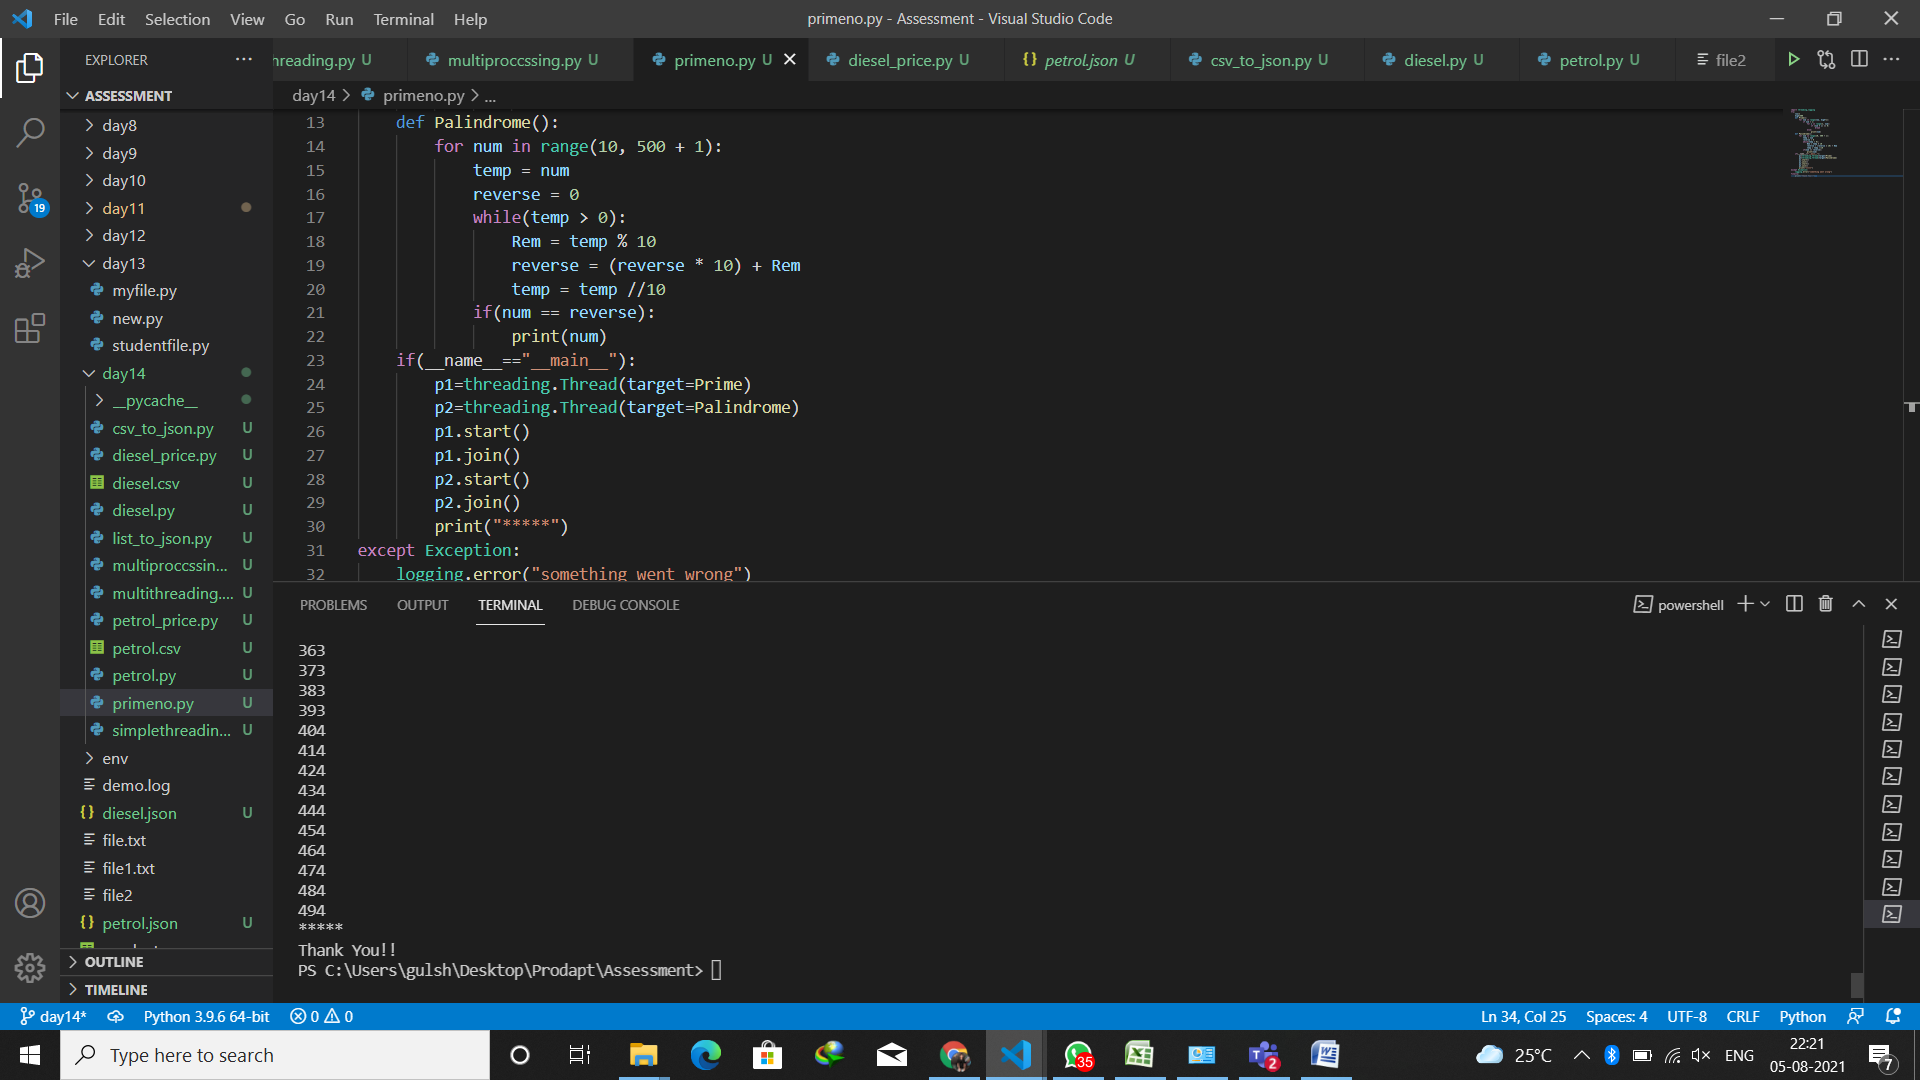 File Edit Selection View Go Run Terminal Help
primeno.py - Assessment - Visual Studio Code
EXPLORER
hreading.py U
multiproccssing.py U
primeno.py U
diesel_price.py U
petrol.json U
csv_to_json.py U
diesel.py U
petrol.py U
file2
ASSESSMENT
day8
day9
day10
day11
day12
day13
myfile.py
new.py
studentfile.py
day14
__pycache__
csv_to_json.py U
diesel_price.py U
diesel.csv U
diesel.py U
list_to_json.py U
multiproccssin... U
multithreading.... U
petrol_price.py U
petrol.csv U
petrol.py U
primeno.py U
simplethreadin... U
env
demo.log
diesel.json U
file.txt
file1.txt
file2
petrol.json U
OUTLINE
TIMELINE
19
day14 > primeno.py > ...
13 def Palindrome():
14 for num in range(10, 500 + 1):
15 temp = num
16 reverse = 0
17 while(temp > 0):
18 Rem = temp % 10
19 reverse = (reverse * 10) + Rem
20 temp = temp //10
21 if(num == reverse):
22 print(num)
23 if(__name__=="__main__"):
24 p1=threading.Thread(target=Prime)
25 p2=threading.Thread(target=Palindrome)
26 p1.start()
27 p1.join()
28 p2.start()
29 p2.join()
30 print("*****")
31 except Exception:
32 logging.error("something went wrong")
PROBLEMS OUTPUT TERMINAL DEBUG CONSOLE
powershell
363
373
383
393
404
414
424
434
444
454
464
474
484
494
*****
Thank You!!
PS C:\Users\gulsh\Desktop\Prodapt\Assessment>
day14* Python 3.9.6 64-bit 0 0
Ln 34, Col 25 Spaces: 4 UTF-8 CRLF Python
Type here to search
35
2
25°C
ENG
22:21
05-08-2021
7